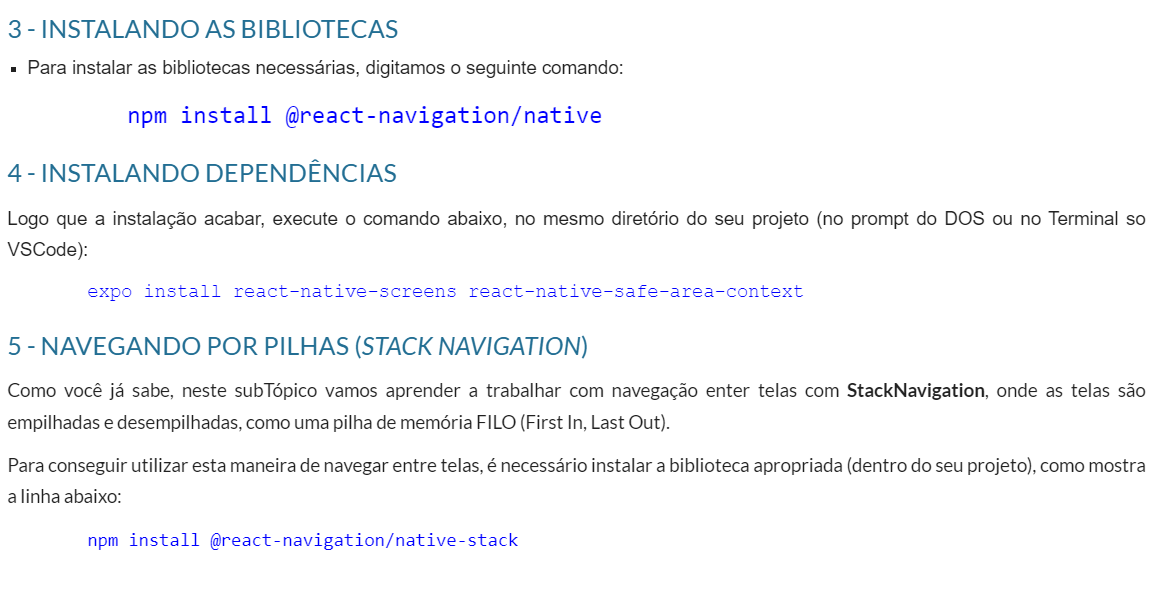 3 - INSTALANDO AS BIBLIOTECAS
▪ Para instalar as bibliotecas necessárias, digitamos o seguinte comando:
npm install @react-navigation/native
4 - INSTALANDO DEPENDÊNCIAS
Logo que a instalação acabar, execute o comando abaixo, no mesmo diretório do seu projeto (no prompt do DOS ou no Terminal so
VSCode):
expo install react-native-screens react-native-safe-area-context
5 - NAVEGANDO POR PILHAS (STACK NAVIGATION)
Como você já sabe, neste subTópico vamos aprender a trabalhar com navegação enter telas com StackNavigation, onde as telas são
empilhadas e desempilhadas, como uma pilha de memória FILO (First In, Last Out).
Para conseguir utilizar esta maneira de navegar entre telas, é necessário instalar a biblioteca apropriada (dentro do seu projeto), como mostra
a linha abaixo:
npm install @react-navigation/native-stack